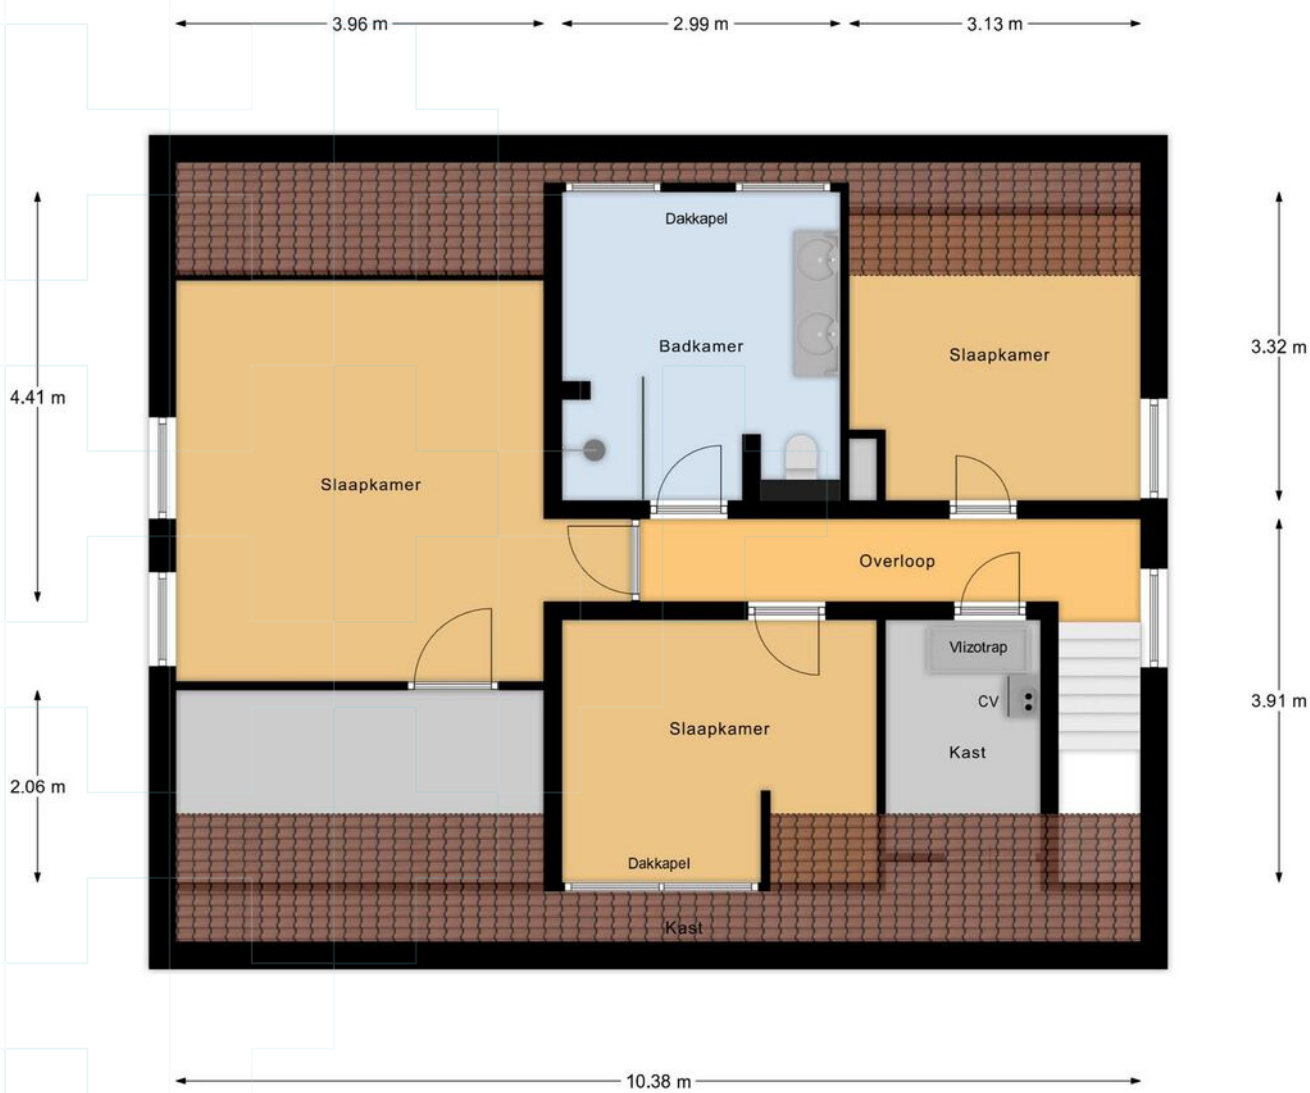 3.96 m
2.99 m
3.13 m
Dakkapel
Badkamer
3.32 m
Slaapkamer
4.41 m
Slaapkamer
Overloop
Vlizotrap
CV
3.91 m
Slaapkamer
Kast
2.06 m
Dakkapel
Kast
10.38 m